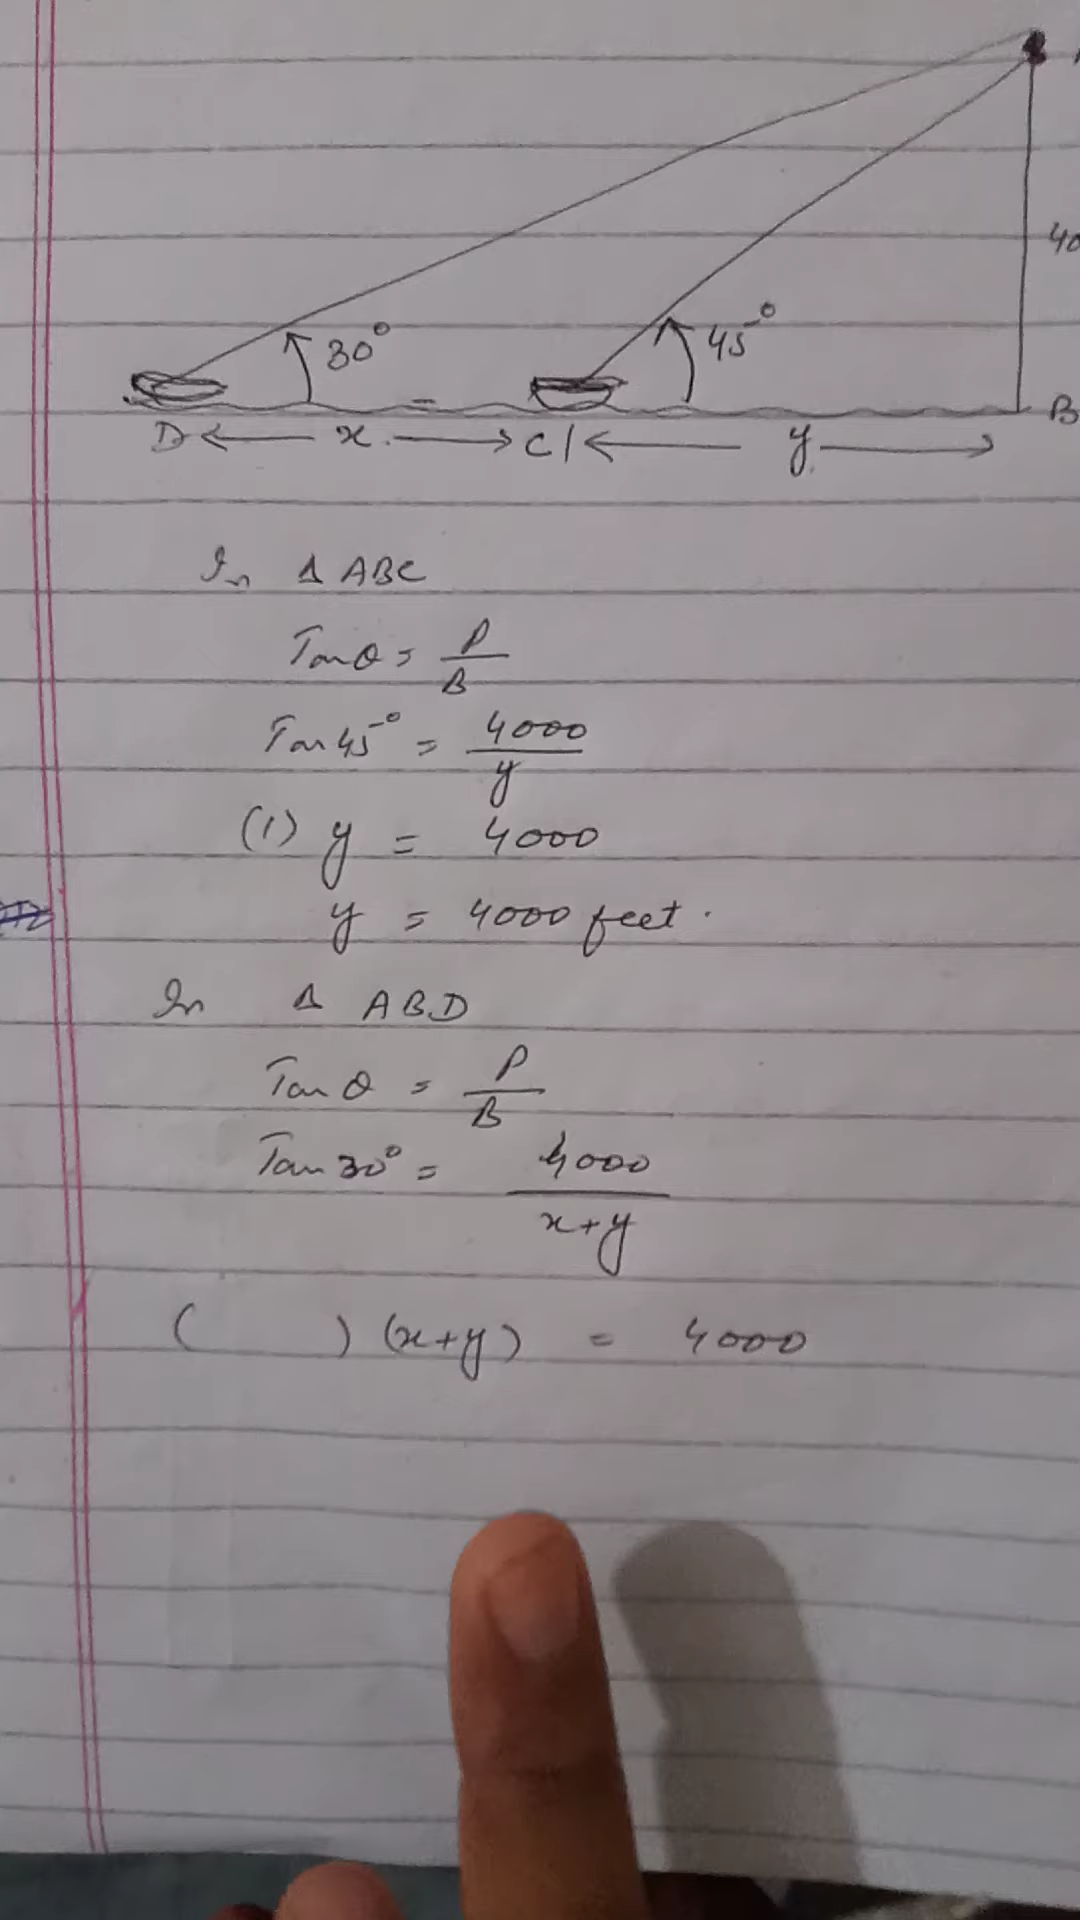 40
30°
45°
B
D ← x. → C | ← y. →
In Δ ABC
Tanθ = P/B
Tan 45° = 4000/y
(1) y = 4000
y = 4000 feet.
In Δ ABD
Tan θ = P/B
Tan 30° = 4000/x+y
( ) (x+y) = 4000